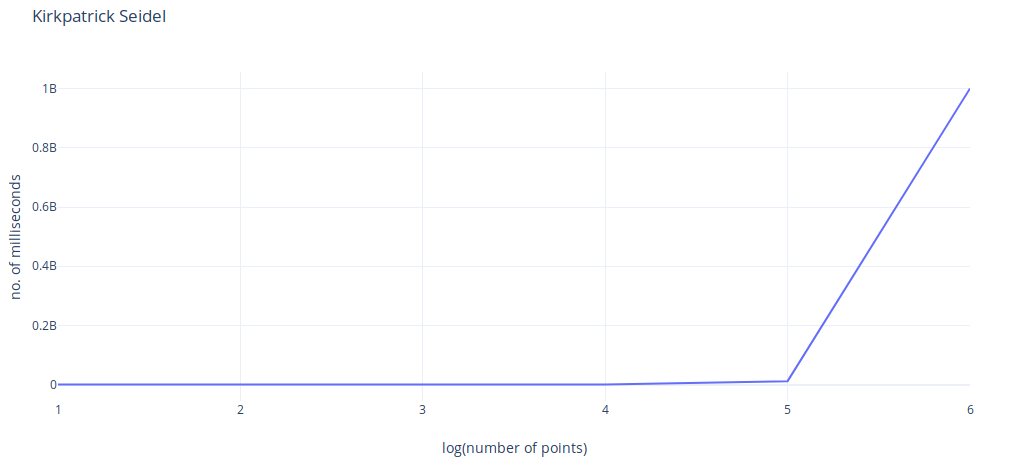 Kirkpatrick Seidel
1B
0.8B
0.6B
0.4B
0.2B
0
no. of milliseconds
1 2 3 4 5 6
log(number of points)